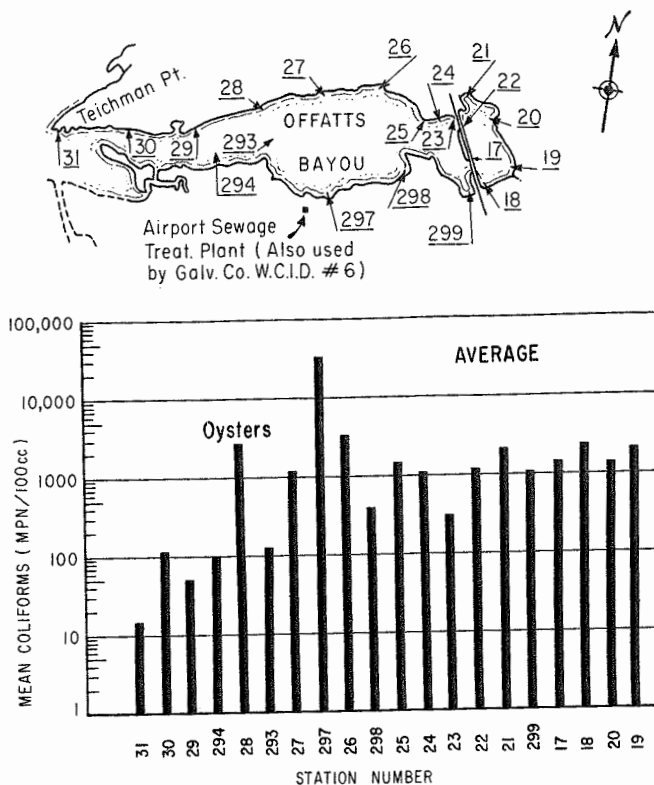 N
Teichman Pt.
31
30
29
28
293
294
27
OFFATTS
BAYOU
26
25
24
23
21
22
20
17
19
18
297
298
299
Airport Sewage
Treat. Plant (Also used
by Galv. Co. W.C.I.D. #6)
100,000
10,000
1000
100
10
1
MEAN COLIFORMS (MPN/100cc)
AVERAGE
Oysters
31 30 29 294 28 293 27 297 26 298 25 24 23 22 21 299 17 18 20 19
STATION NUMBER